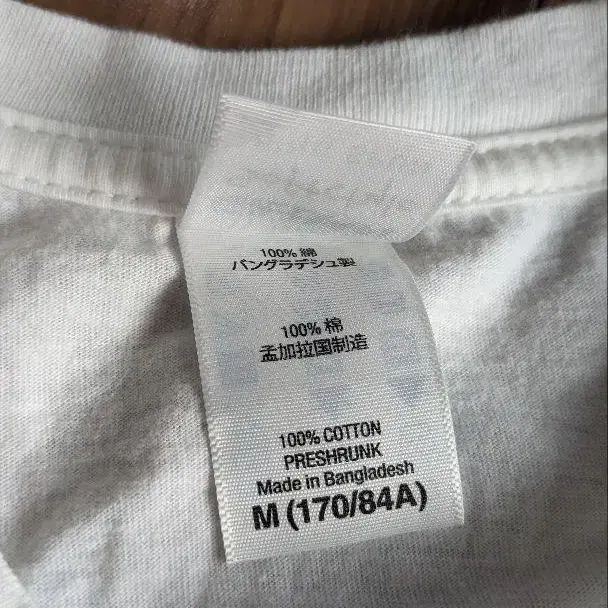 100% 綿
バングラデシュ製
100% 棉
孟加拉国制造
100% COTTON
PRESHRUNK
Made in Bangladesh
M (170/84A)